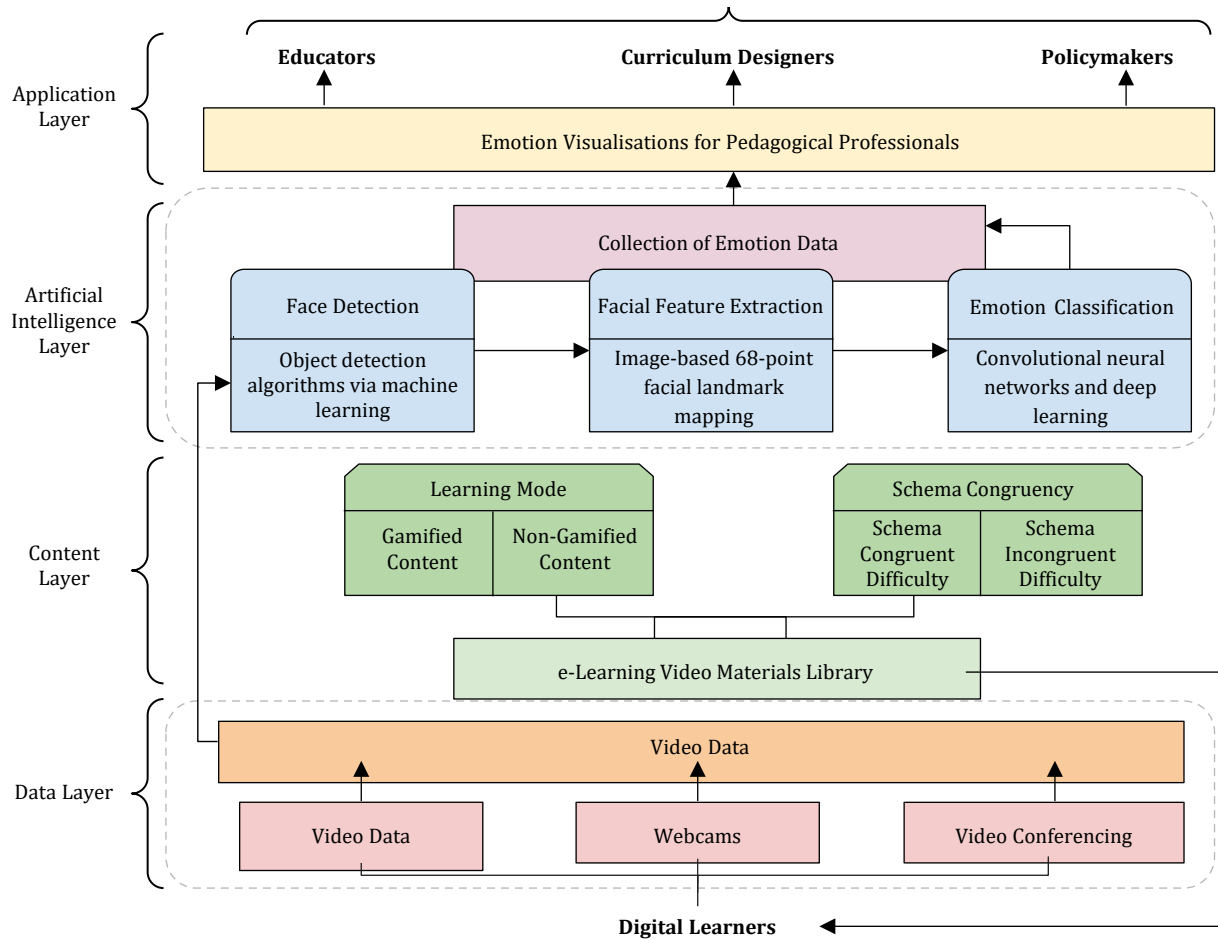 Educators
Curriculum Designers
Policymakers
Application
Layer
Emotion Visualisations for Pedagogical Professionals
Artificial
Intelligence
Layer
Collection of Emotion Data
Face Detection
Object detection
algorithms via machine
learning
Facial Feature Extraction
Image-based 68-point
facial landmark
mapping
Emotion Classification
Convolutional neural
networks and deep
learning
Content
Layer
Learning Mode
Gamified
Content
Non-Gamified
Content
Schema Congruency
Schema
Congruent
Difficulty
Schema
Incongruent
Difficulty
e-Learning Video Materials Library
Data Layer
Video Data
Video Data
Webcams
Video Conferencing
Digital Learners